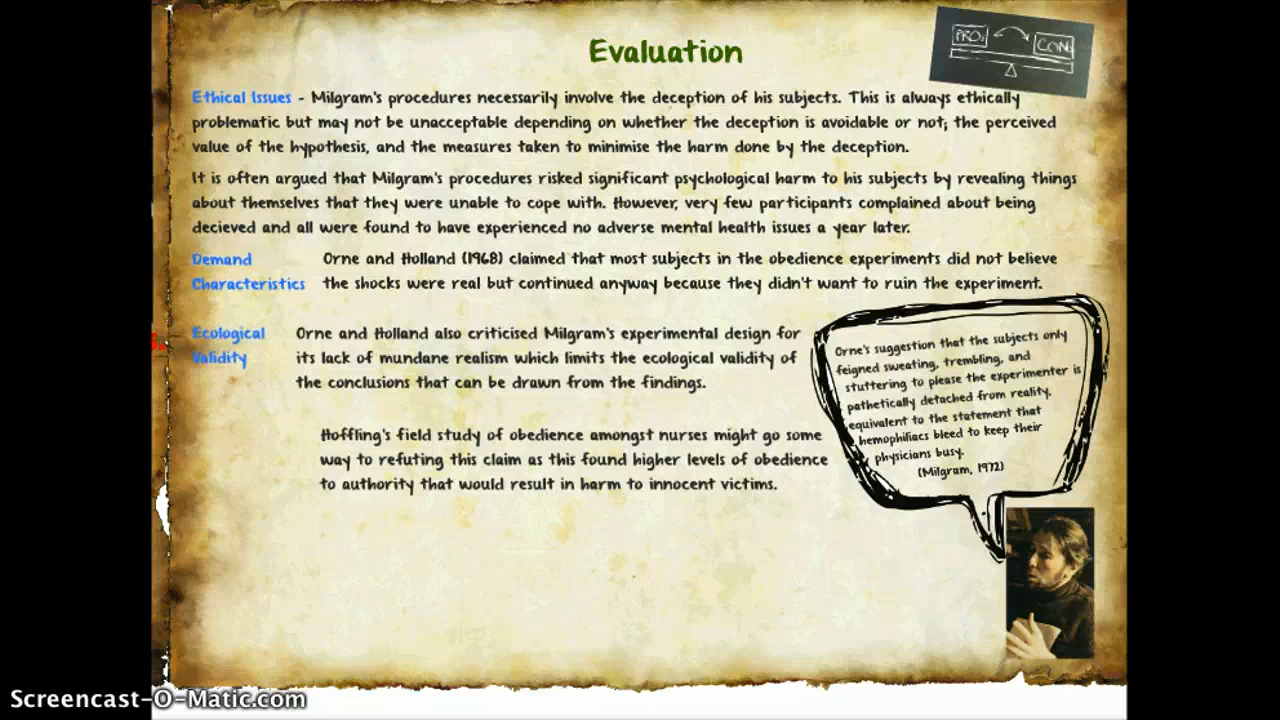 Evaluation
PROs
CONs
Ethical Issues - Milgram's procedures necessarily involve the deception of his subjects. This is always ethically
problematic but may not be unacceptable depending on whether the deception is avoidable or not; the perceived
value of the hypothesis, and the measures taken to minimise the harm done by the deception.
It is often argued that Milgram's procedures risked significant psychological harm to his subjects by revealing things
about themselves that they were unable to cope with. However, very few participants complained about being
decieved and all were found to have experienced no adverse mental health issues a year later.
Demand
Characteristics
Orne and Holland (1968) claimed that most subjects in the obedience experiments did not believe
the shocks were real but continued anyway because they didn't want to ruin the experiment.
Ecological
Validity
Orne and Holland also criticised Milgram's experimental design for
its lack of mundane realism which limits the ecological validity of
the conclusions that can be drawn from the findings.
Hoffling's field study of obedience amongst nurses might go some
way to refuting this claim as this found higher levels of obedience
to authority that would result in harm to innocent victims.
Orne's suggestion that the subjects only
feigned sweating, trembling, and
stuttering to please the experimenter is
pathetically detached from reality,
equivalent to the statement that
hemophiliacs bleed to keep their
physicians busy.
(Milgram, 1972)
Screencast-O-Matic.com